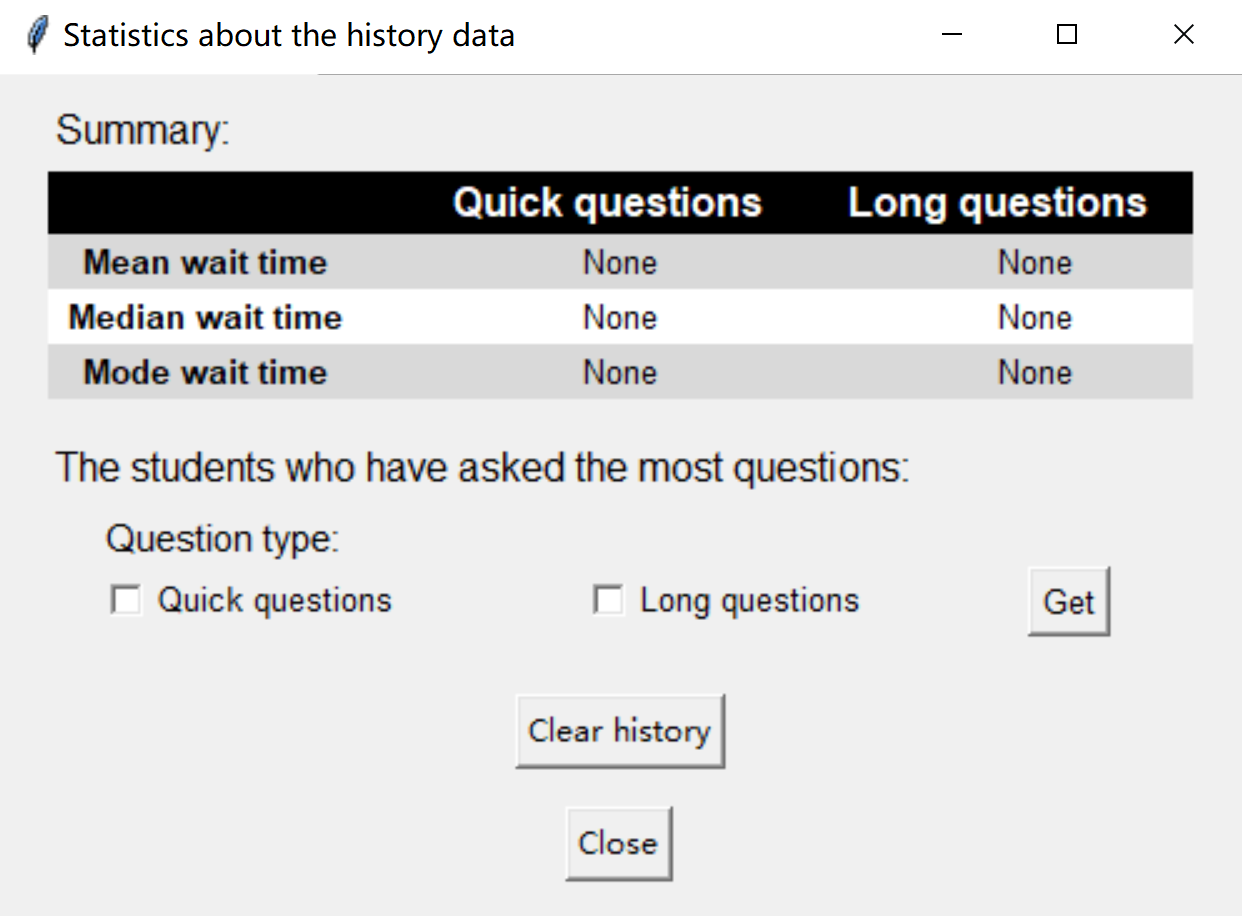 Statistics about the history data
Summary:
Quick questions Long questions
Mean wait time None None
Median wait time None None
Mode wait time None None
The students who have asked the most questions:
Question type:
Quick questions Long questions Get
Clear history
Close